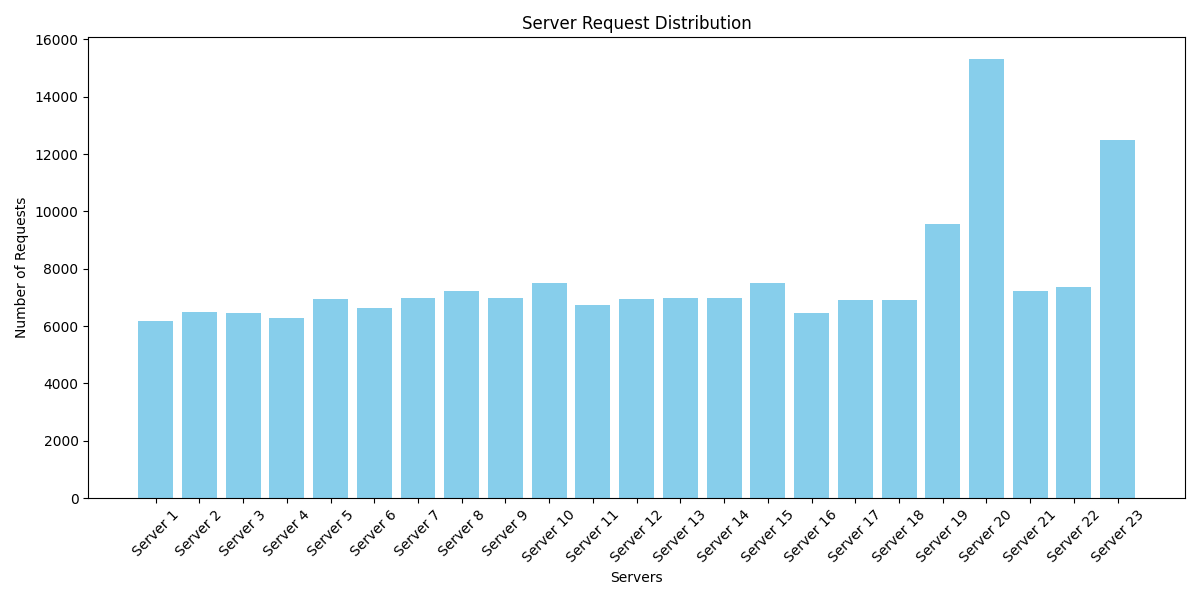 Server Request Distribution
Number of Requests
16000
14000
12000
10000
8000
6000
4000
2000
0
Server 1
Server 2
Server 3
Server 4
Server 5
Server 6
Server 7
Server 8
Server 9
Server 10
Server 11
Server 12
Server 13
Server 14
Server 15
Server 16
Server 17
Server 18
Server 19
Server 20
Server 21
Server 22
Server 23
Servers